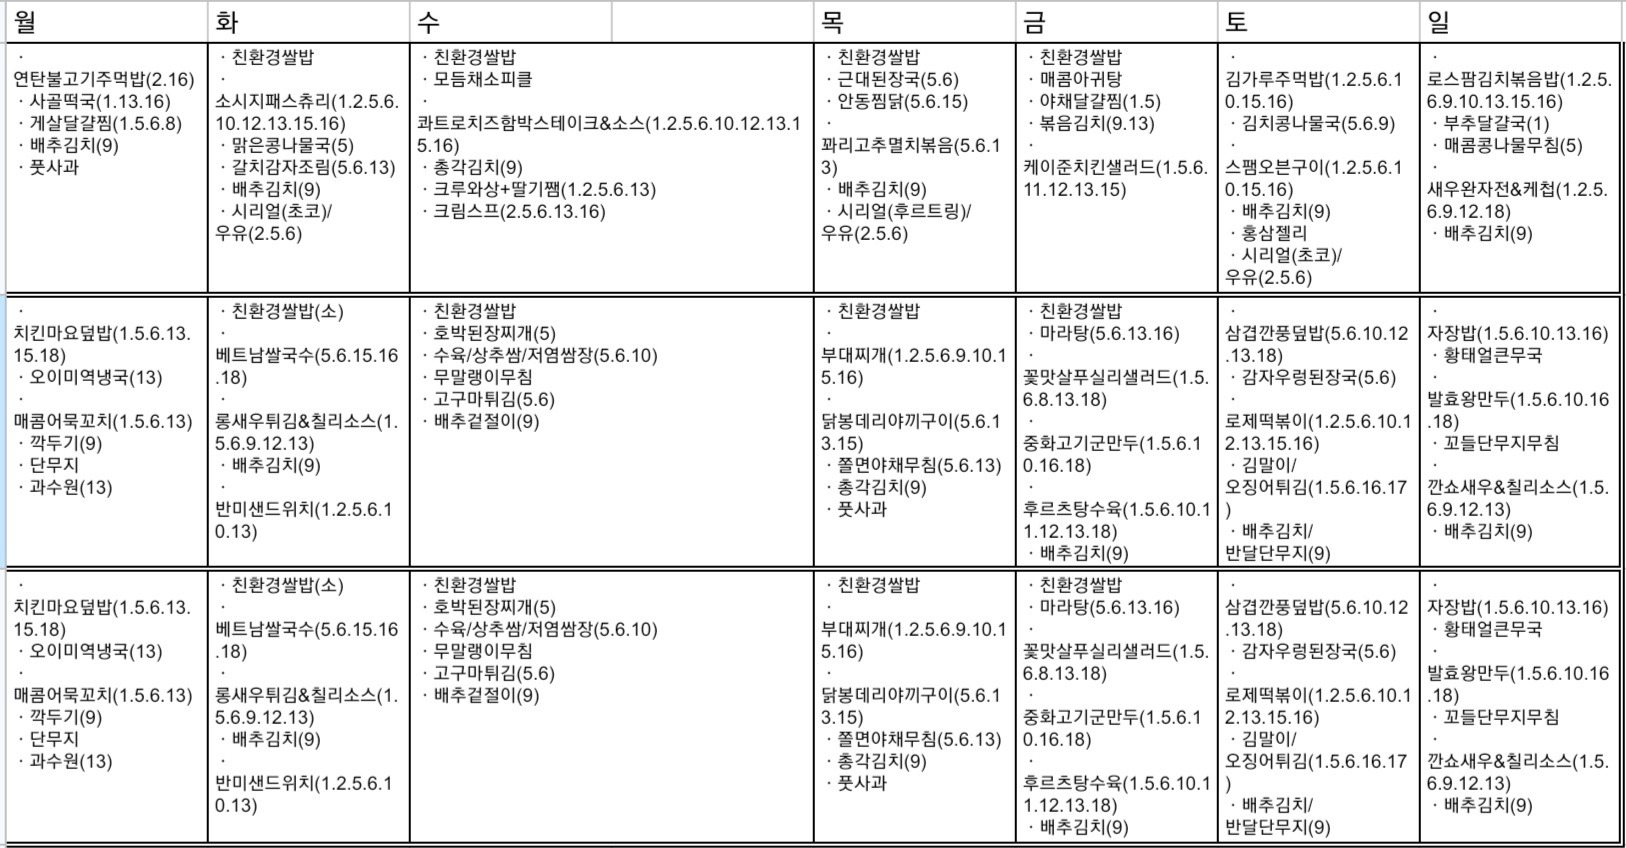 월
화
수
목
금
토
일
·
연탄불고기주먹밥(2.16)
· 사골떡국(1.13.16)
· 게살달걀찜(1.5.6.8)
· 배추김치(9)
· 풋사과
· 친환경쌀밥
·
소시지패스츄리(1.2.5.6.
10.12.13.15.16)
· 맑은콩나물국(5)
· 갈치감자조림(5.6.13)
· 배추김치(9)
· 시리얼(초코)/
우유(2.5.6)
· 친환경쌀밥
· 모듬채소피클
·
콰트로치즈함박스테이크&소스(1.2.5.6.10.12.13.1
5.16)
· 총각김치(9)
· 크루와상+딸기쨈(1.2.5.6.13)
· 크림스프(2.5.6.13.16)
· 친환경쌀밥
· 근대된장국(5.6)
· 안동찜닭(5.6.15)
·
꽈리고추멸치볶음(5.6.1
3)
· 배추김치(9)
· 시리얼(후르트링)/
우유(2.5.6)
· 친환경쌀밥
· 매콤아귀탕
· 야채달걀찜(1.5)
· 볶음김치(9.13)
·
케이준치킨샐러드(1.5.6.
11.12.13.15)
·
김가루주먹밥(1.2.5.6.1
0.15.16)
· 김치콩나물국(5.6.9)
·
스팸오븐구이(1.2.5.6.1
0.15.16)
· 배추김치(9)
· 홍삼젤리
· 시리얼(초코)/
우유(2.5.6)
·
로스팜김치볶음밥(1.2.5.
6.9.10.13.15.16)
· 부추달걀국(1)
· 매콤콩나물무침(5)
·
새우완자전&케첩(1.2.5.
6.9.12.18)
· 배추김치(9)
·
치킨마요덮밥(1.5.6.13.
15.18)
· 오이미역냉국(13)
·
매콤어묵꼬치(1.5.6.13)
· 깍두기(9)
· 단무지
· 과수원(13)
· 친환경쌀밥(소)
·
베트남쌀국수(5.6.15.16
.18)
·
롱새우튀김&칠리소스(1.
5.6.9.12.13)
· 배추김치(9)
·
반미샌드위치(1.2.5.6.1
0.13)
· 친환경쌀밥
· 호박된장찌개(5)
· 수육/상추쌈/저염쌈장(5.6.10)
· 무말랭이무침
· 고구마튀김(5.6)
· 배추겉절이(9)
· 친환경쌀밥
·
부대찌개(1.2.5.6.9.10.1
5.16)
·
닭봉데리야끼구이(5.6.1
3.15)
· 쫄면야채무침(5.6.13)
· 총각김치(9)
· 풋사과
· 친환경쌀밥
· 마라탕(5.6.13.16)
·
꽃맛살푸실리샐러드(1.5.
6.8.13.18)
·
중화고기군만두(1.5.6.1
0.16.18)
·
후르츠탕수육(1.5.6.10.1
1.12.13.18)
· 배추김치(9)
·
삼겹깐풍덮밥(5.6.10.12
.13.18)
· 감자우렁된장국(5.6)
·
로제떡볶이(1.2.5.6.10.1
2.13.15.16)
· 김말이/
오징어튀김(1.5.6.16.17
)
· 배추김치/
반달단무지(9)
·
자장밥(1.5.6.10.13.16)
· 황태얼큰무국
·
발효왕만두(1.5.6.10.16
.18)
· 꼬들단무지무침
·
깐쇼새우&칠리소스(1.5.
6.9.12.13)
· 배추김치(9)
·
치킨마요덮밥(1.5.6.13.
15.18)
· 오이미역냉국(13)
·
매콤어묵꼬치(1.5.6.13)
· 깍두기(9)
· 단무지
· 과수원(13)
· 친환경쌀밥(소)
·
베트남쌀국수(5.6.15.16
.18)
·
롱새우튀김&칠리소스(1.
5.6.9.12.13)
· 배추김치(9)
·
반미샌드위치(1.2.5.6.1
0.13)
· 친환경쌀밥
· 호박된장찌개(5)
· 수육/상추쌈/저염쌈장(5.6.10)
· 무말랭이무침
· 고구마튀김(5.6)
· 배추겉절이(9)
· 친환경쌀밥
·
부대찌개(1.2.5.6.9.10.1
5.16)
·
닭봉데리야끼구이(5.6.1
3.15)
· 쫄면야채무침(5.6.13)
· 총각김치(9)
· 풋사과
· 친환경쌀밥
· 마라탕(5.6.13.16)
·
꽃맛살푸실리샐러드(1.5.
6.8.13.18)
·
중화고기군만두(1.5.6.1
0.16.18)
·
후르츠탕수육(1.5.6.10.1
1.12.13.18)
· 배추김치(9)
·
삼겹깐풍덮밥(5.6.10.12
.13.18)
· 감자우렁된장국(5.6)
·
로제떡볶이(1.2.5.6.10.1
2.13.15.16)
· 김말이/
오징어튀김(1.5.6.16.17
)
· 배추김치/
반달단무지(9)
·
자장밥(1.5.6.10.13.16)
· 황태얼큰무국
·
발효왕만두(1.5.6.10.16
.18)
· 꼬들단무지무침
·
깐쇼새우&칠리소스(1.5.
6.9.12.13)
· 배추김치(9)